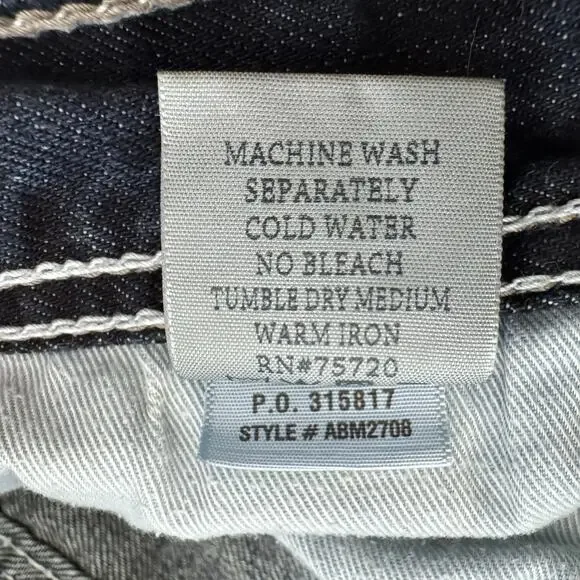 MACHINE WASH
SEPARATELY
COLD WATER
NO BLEACH
TUMBLE DRY MEDIUM
WARM IRON
RN#75720
P.O. 315817
STYLE # ABM2708